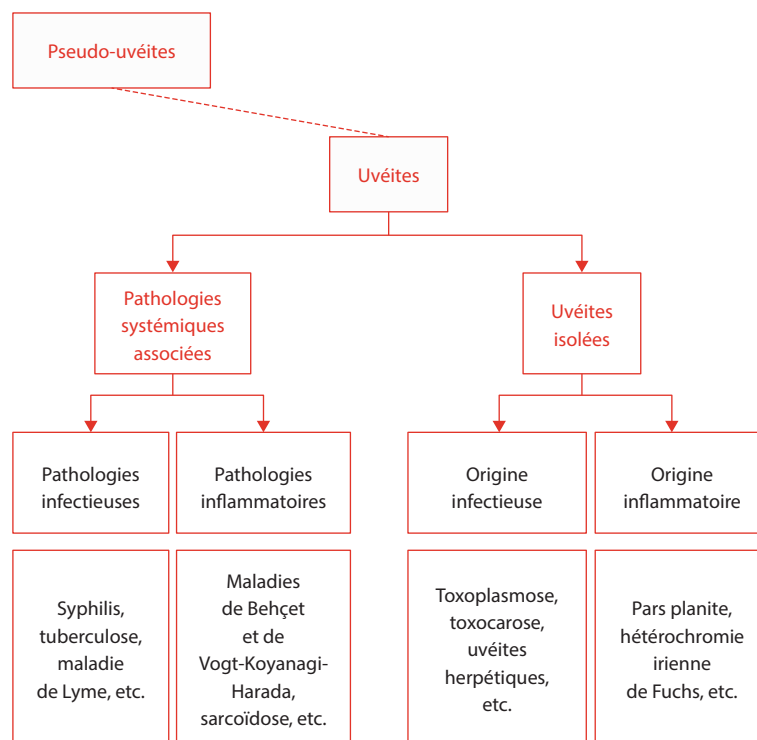 Pseudo-uvéites
Uvéites
Pathologies
systémiques
associées
Uvéites
isolées
Pathologies
infectieuses
Pathologies
inflammatoires
Origine
infectieuse
Origine
inflammatoire
Syphilis,
tuberculose,
maladie
de Lyme, etc.
Maladies
de Behçet
et de
Vogt-Koyanagi-
Harada,
sarcoïdose, etc.
Toxoplasmose,
toxocarose,
uvéites
herpétiques,
etc.
Pars planite,
hétérochromie
irienne
de Fuchs, etc.